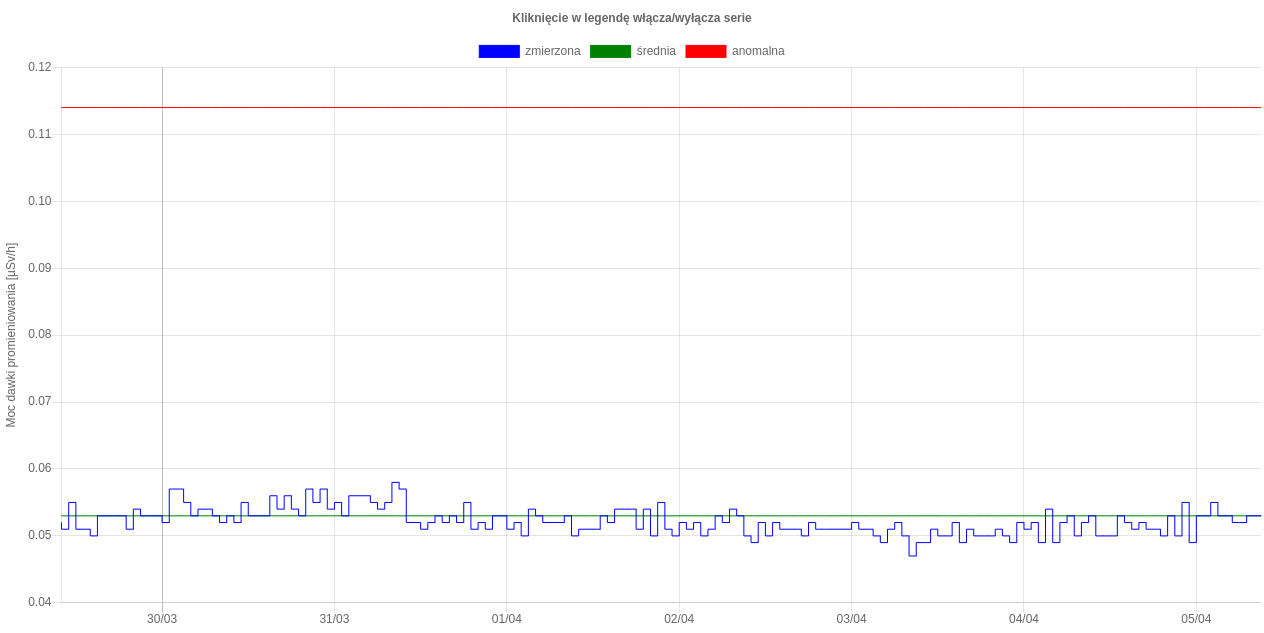 Kliknięcie w legendę włącza/wyłącza serie
zmierzona średnia anomalna
Moc dawki promieniowania [µSv/h]
0.12
0.11
0.10
0.09
0.08
0.07
0.06
0.05
0.04
30/03 31/03 01/04 02/04 03/04 04/04 05/04